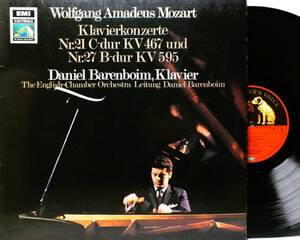 EMI
ELECTROLA
Wolfgang Amadeus Mozart
Klavierkonzerte
Nr.21 C-dur KV 467 und
Nr.27 B-dur KV 595
Daniel Barenboim, Klavier
The English Chamber Orchestra Leitung Daniel Barenboim